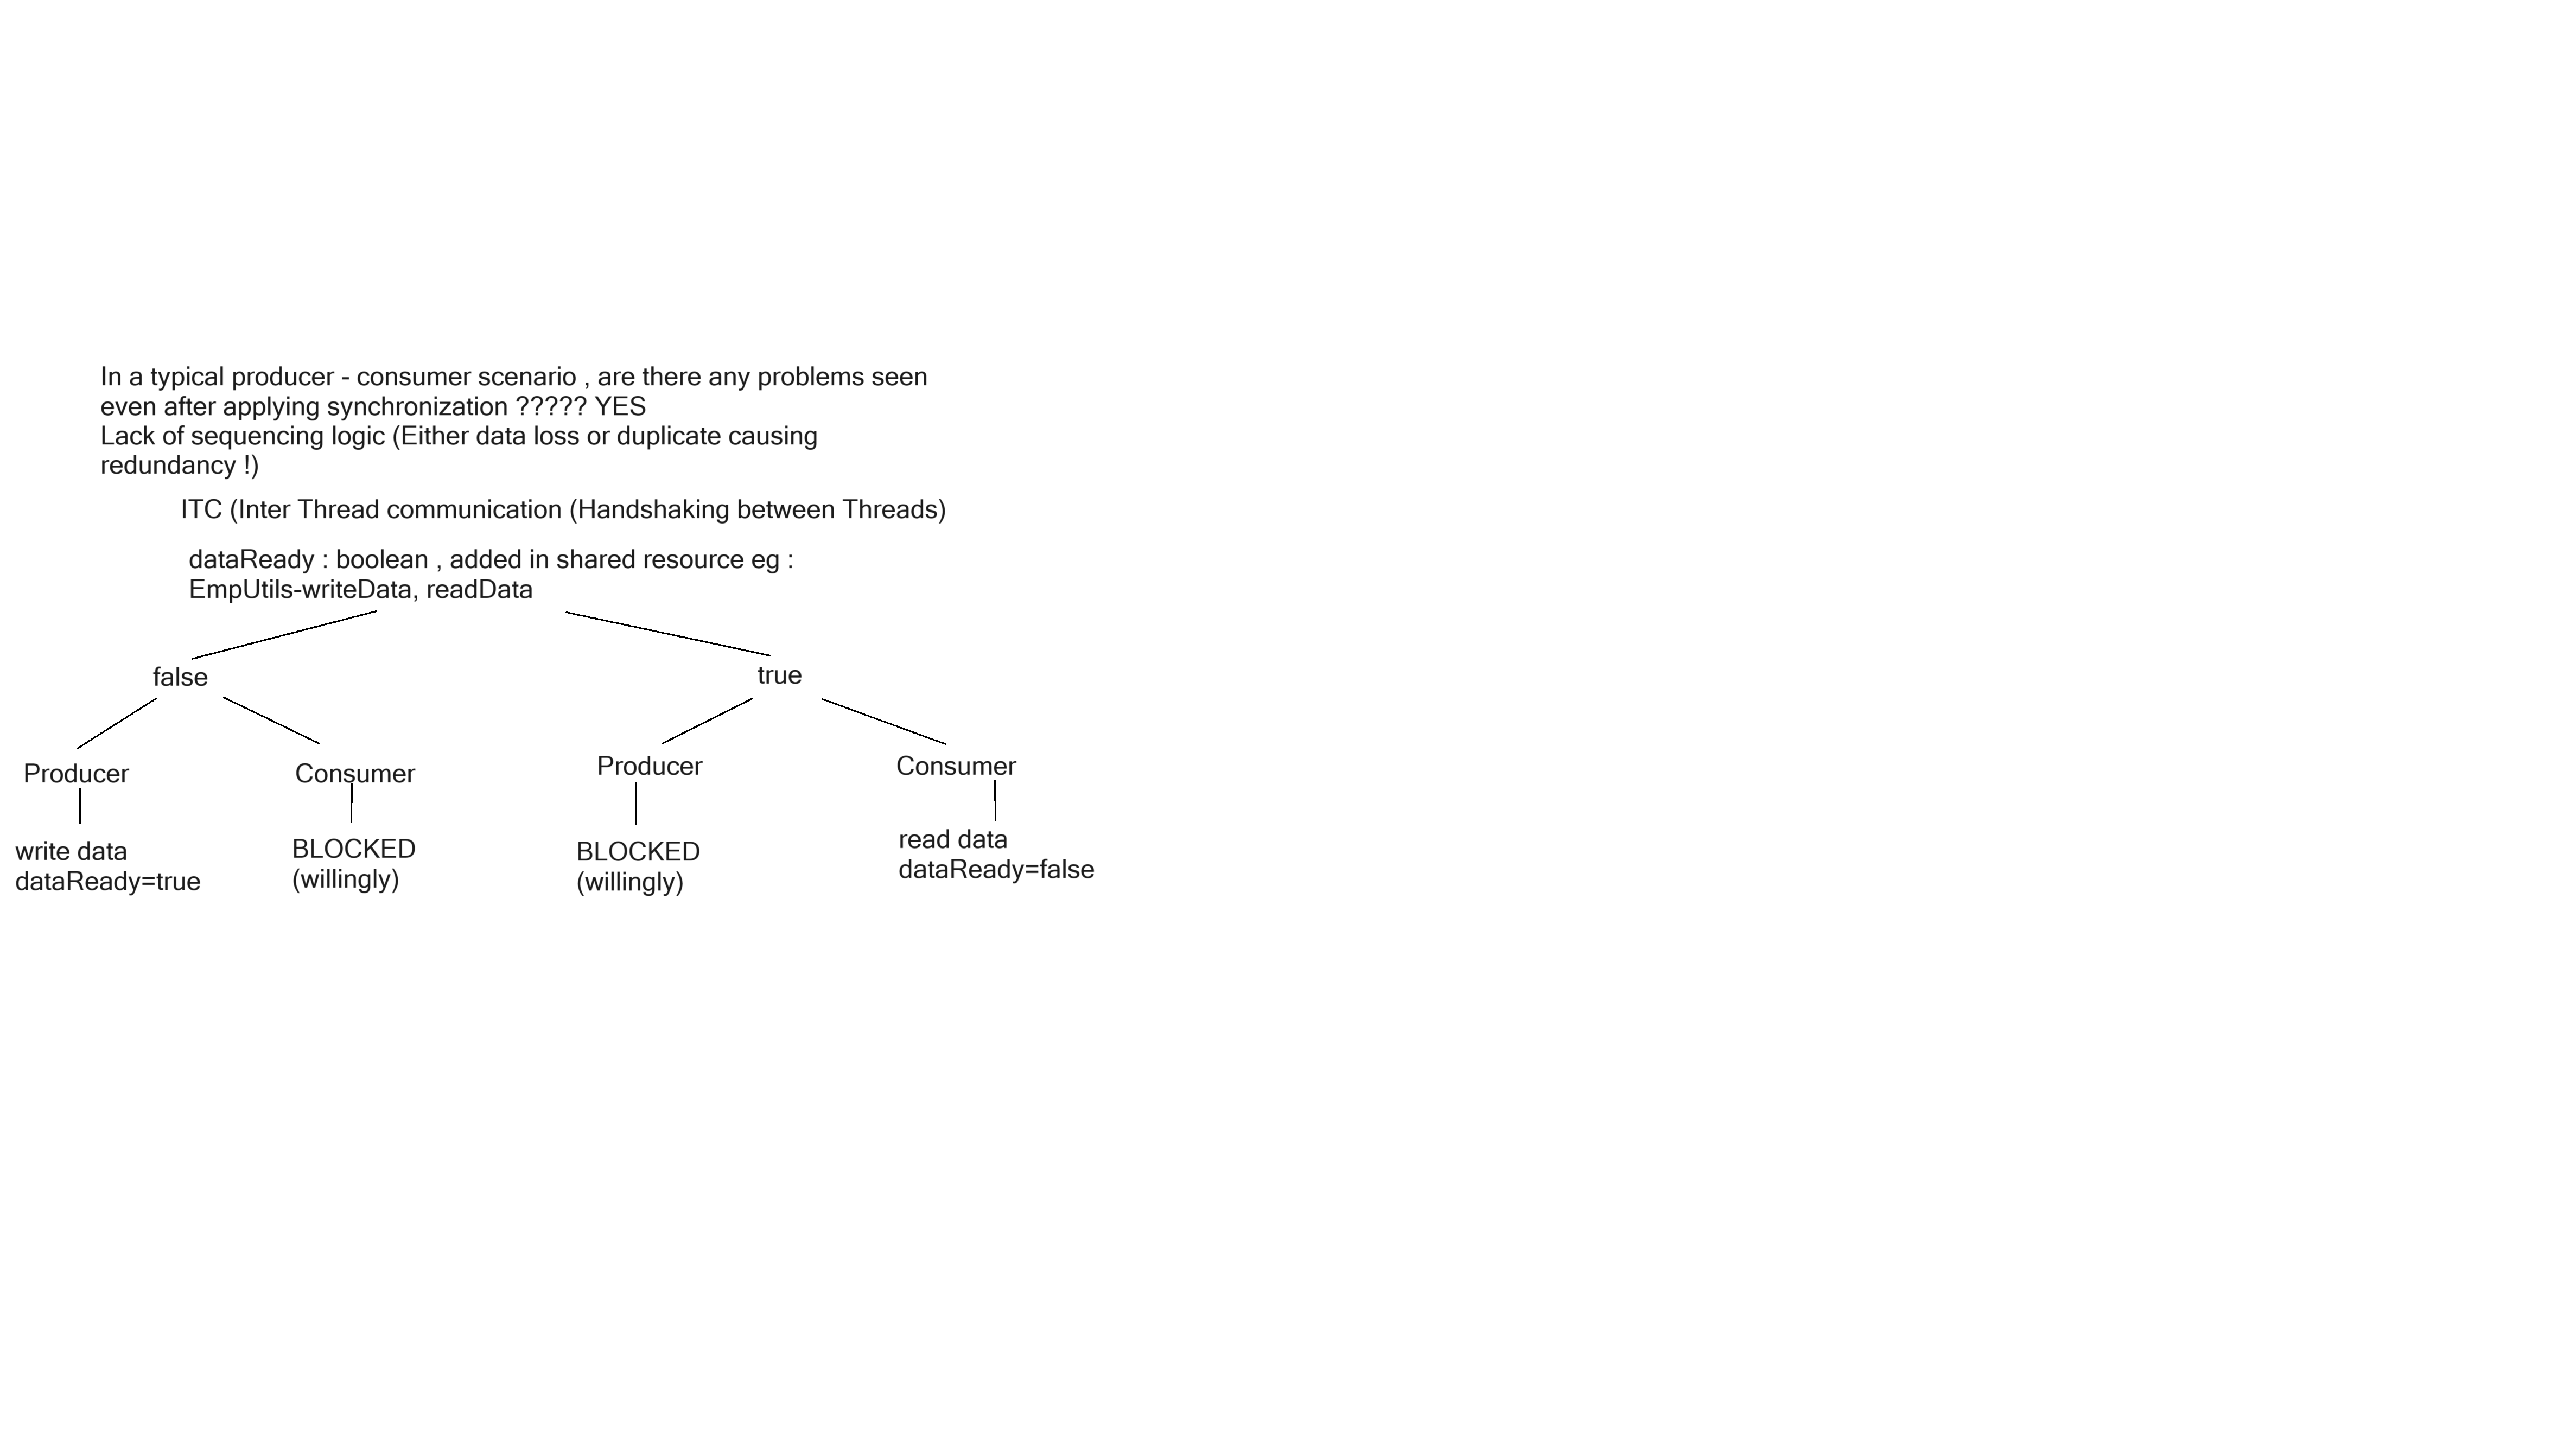 In a typical producer - consumer scenario , are there any problems seen
even after applying synchronization ????? YES
Lack of sequencing logic (Either data loss or duplicate causing
redundancy !)
ITC (Inter Thread communication (Handshaking between Threads)
dataReady : boolean , added in shared resource eg :
EmpUtils-writeData, readData
false
true
Producer
Consumer
Producer
Consumer
write data
dataReady=true
BLOCKED
(willingly)
BLOCKED
(willingly)
read data
dataReady=false